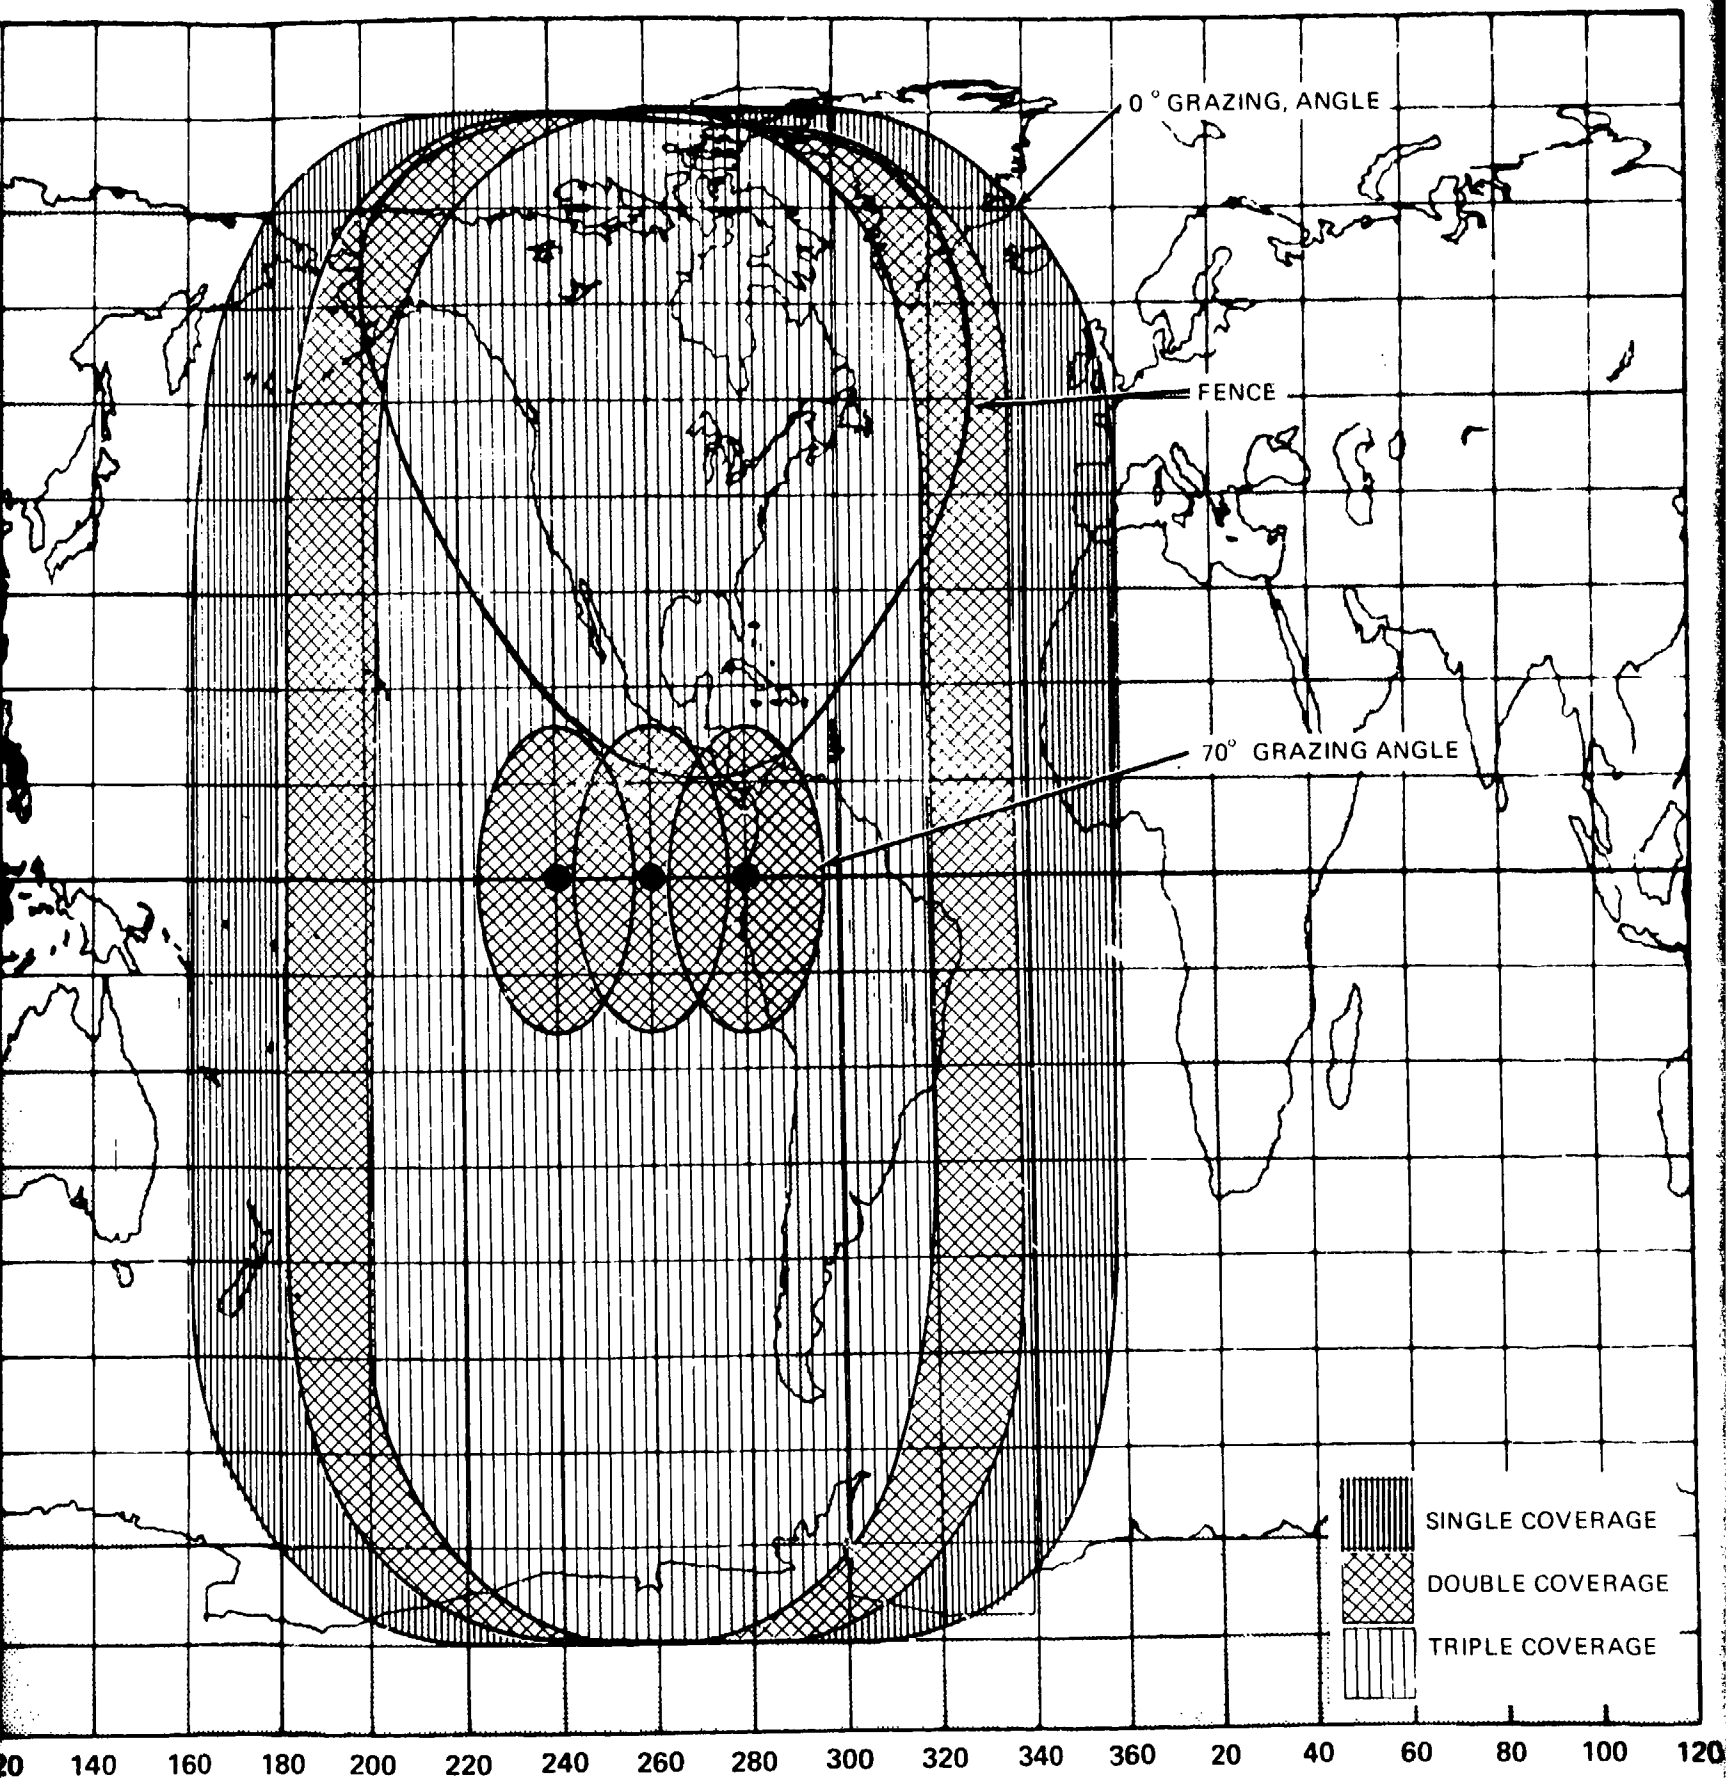 0° GRAZING, ANGLE
FENCE
70° GRAZING ANGLE
SINGLE COVERAGE
DOUBLE COVERAGE
TRIPLE COVERAGE
20 140 160 180 200 220 240 260 280 300 320 340 360 20 40 60 80 100 120